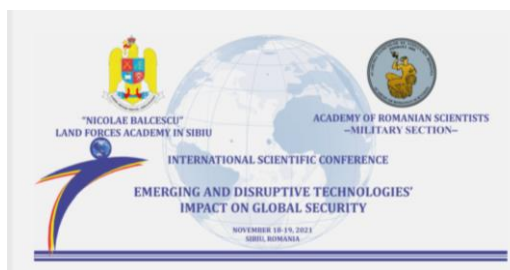 "NICOLAE BALCESCU"
LAND FORCES ACADEMY IN SIBIU
ACADEMY OF ROMANIAN SCIENTISTS
–MILITARY SECTION–
INTERNATIONAL SCIENTIFIC CONFERENCE
EMERGING AND DISRUPTIVE TECHNOLOGIES'
IMPACT ON GLOBAL SECURITY
NOVEMBER 18-19, 2021
SIBIU, ROMANIA